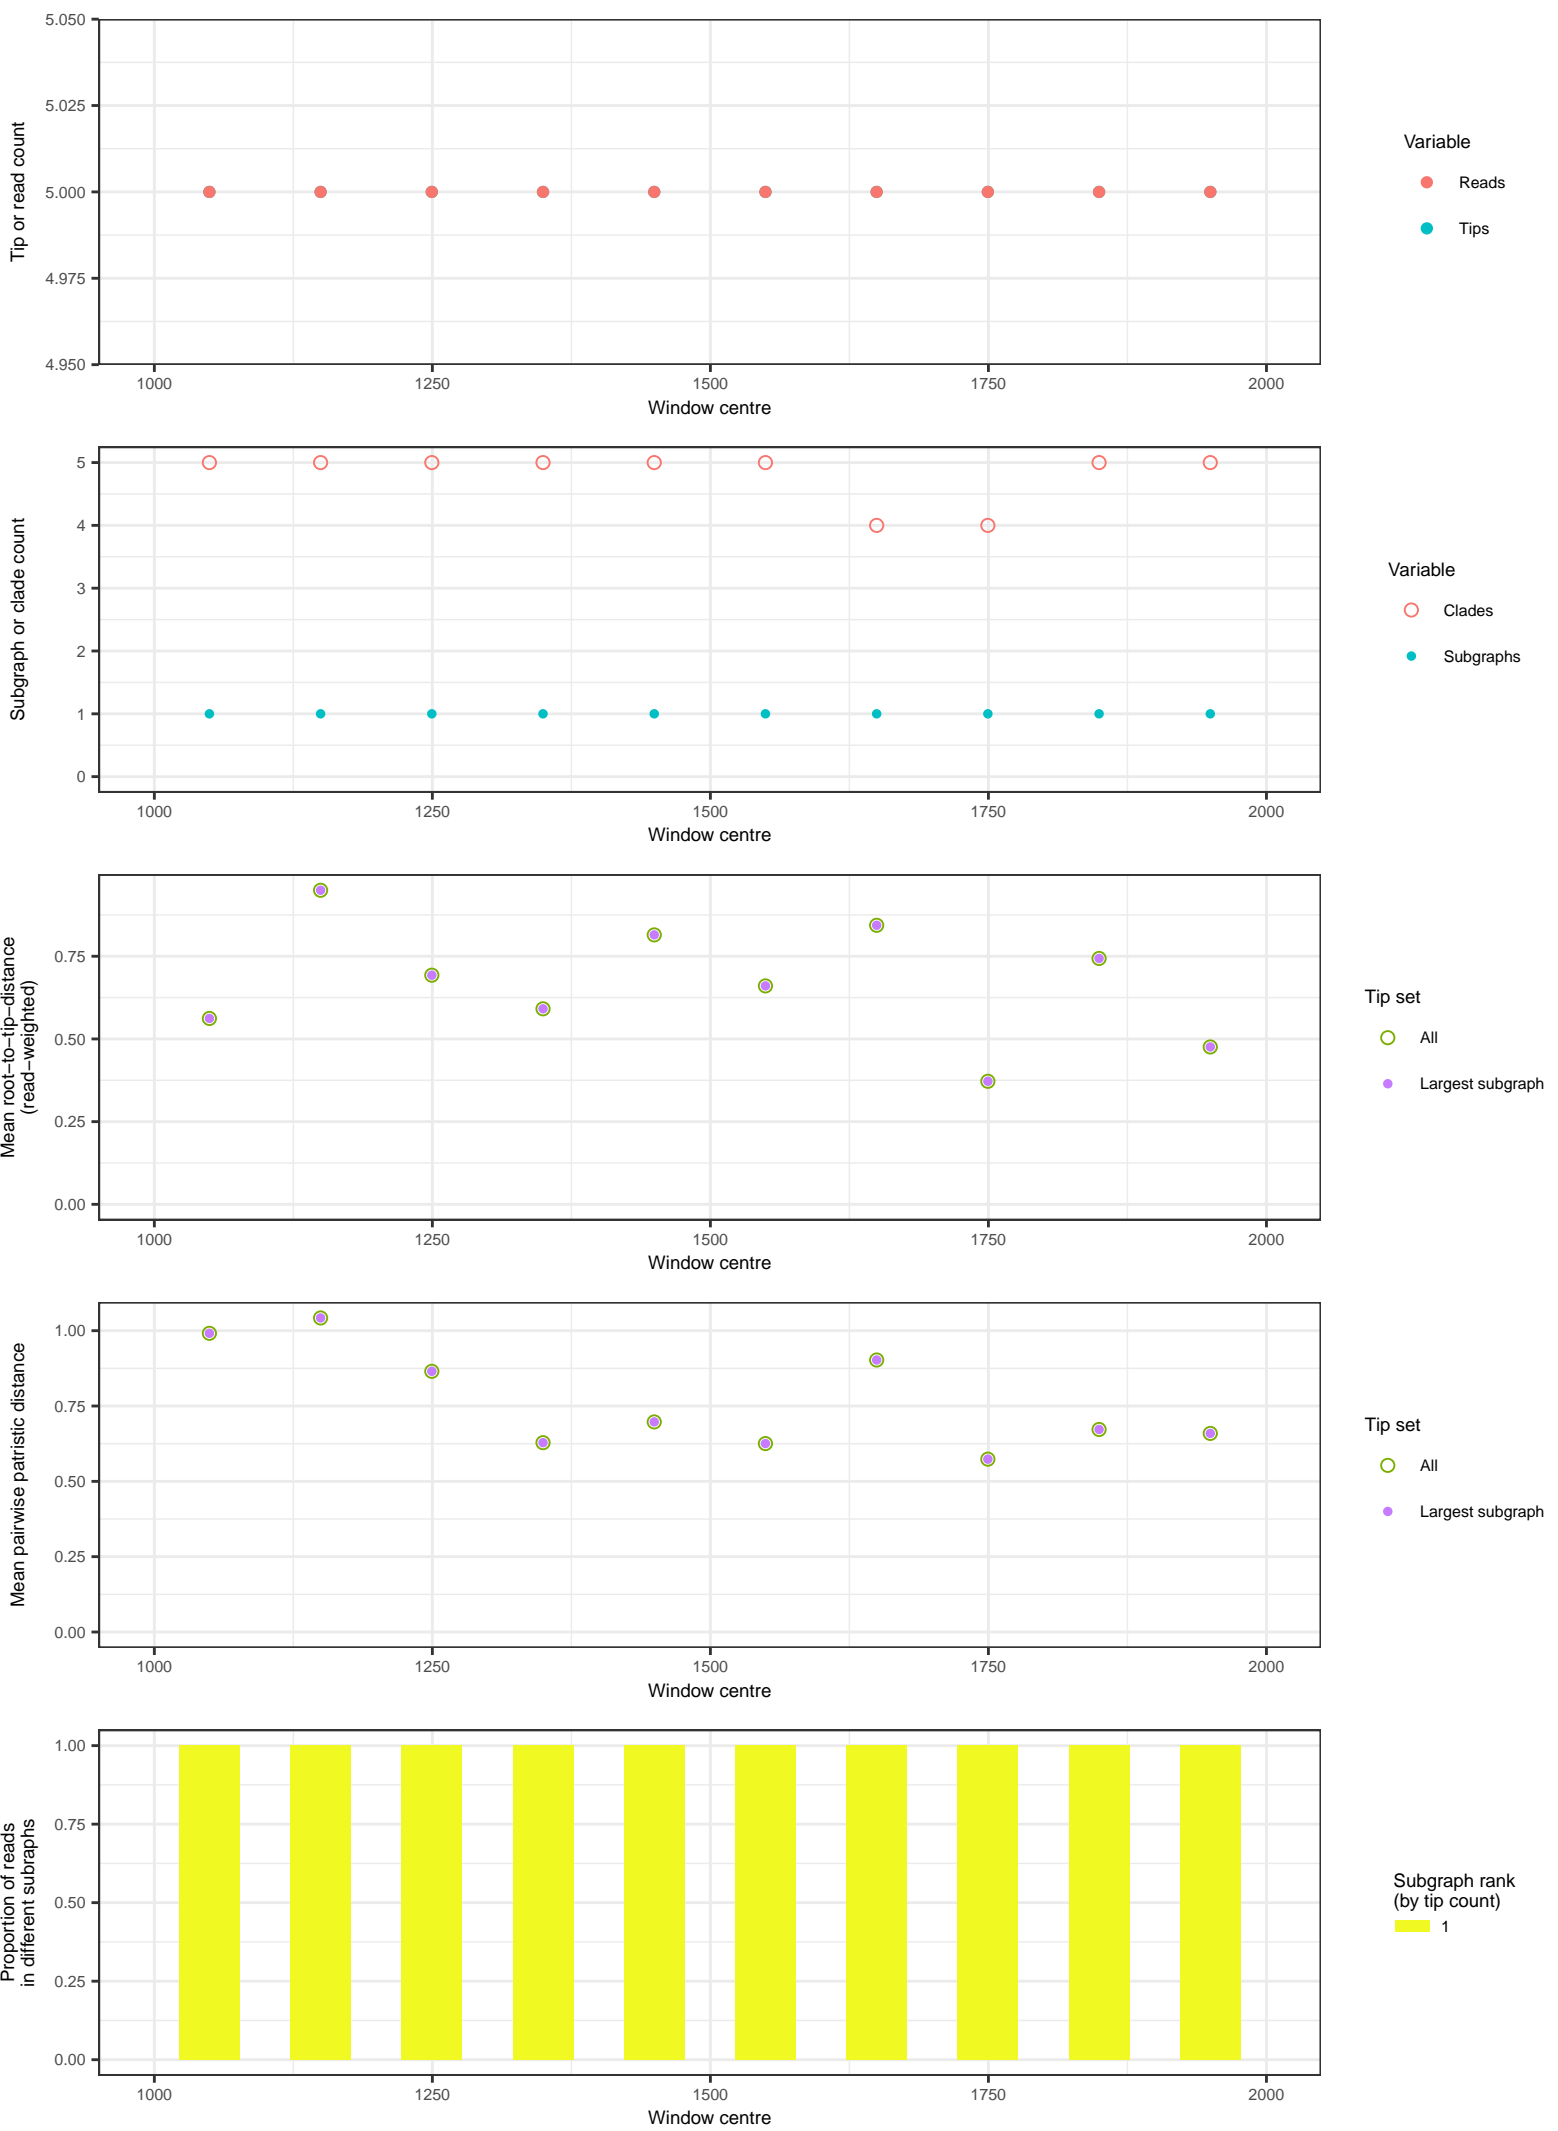 5.050
5.025
5.000
4.975
4.950
Tip or read count
1000 1250 1500 1750 2000
Window centre
Variable
Reads
Tips
5
4
3
2
1
0
Subgraph or clade count
1000 1250 1500 1750 2000
Window centre
Variable
Clades
Subgraphs
0.75
0.50
0.25
0.00
Mean root−to−tip−distance
(read−weighted)
1000 1250 1500 1750 2000
Window centre
Tip set
All
Largest subgraph
1.00
0.75
0.50
0.25
0.00
Mean pairwise patristic distance
1000 1250 1500 1750 2000
Window centre
Tip set
All
Largest subgraph
1.00
0.75
0.50
0.25
0.00
Proportion of reads
in different subraphs
1000 1250 1500 1750 2000
Window centre
Subgraph rank
(by tip count)
1